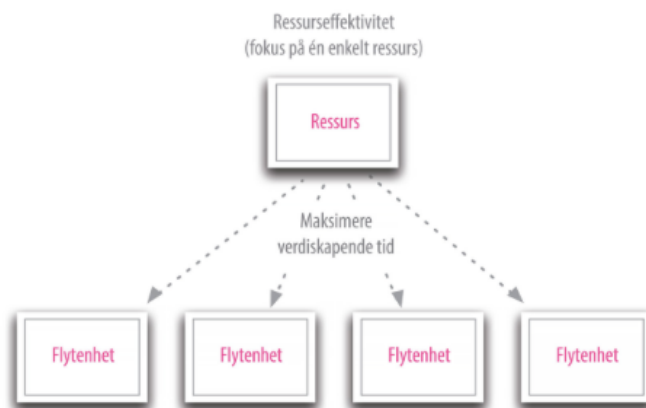 Ressurseffektivitet
(fokus på én enkelt ressurs)
Ressurs
Maksimere
verdiskapende tid
Flytenhet
Flytenhet
Flytenhet
Flytenhet